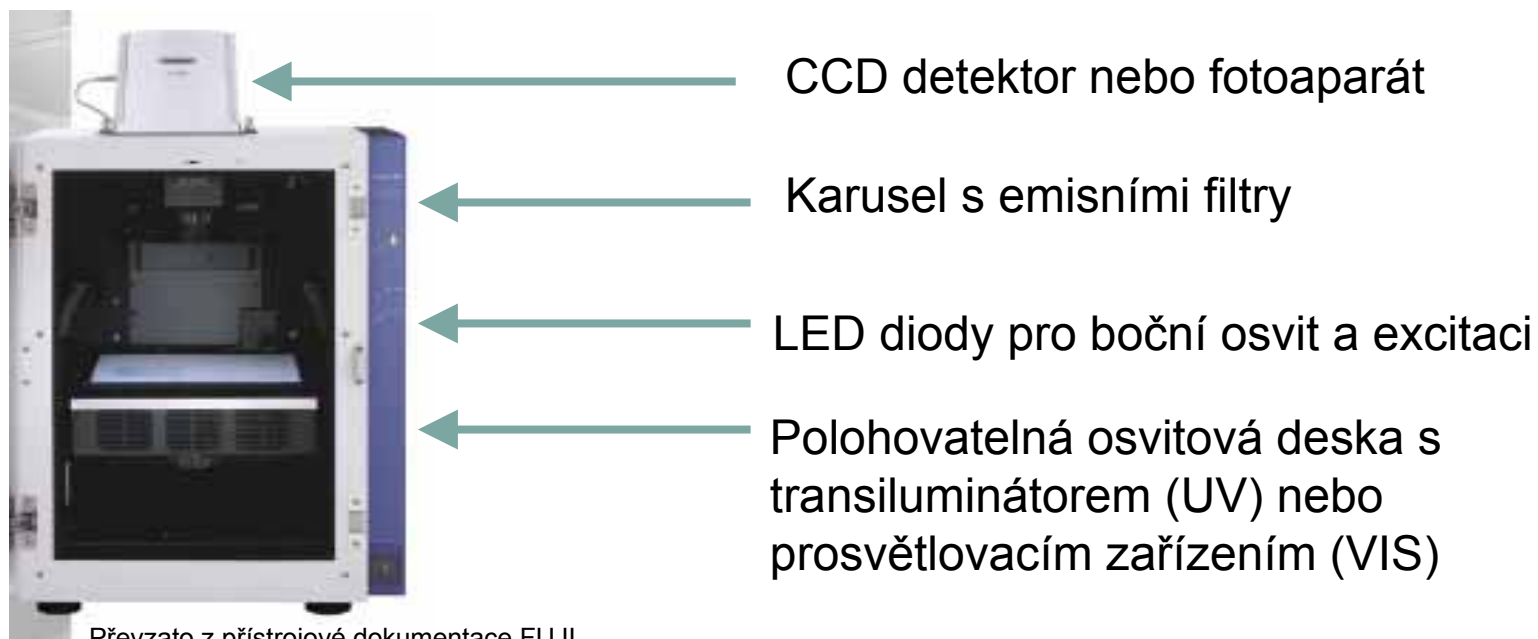 CCD detektor nebo fotoaparát
Karusel s emisními filtry
LED diody pro boční osvit a excitaci
Polohovatelná osvitová deska s
transiluminátorem (UV) nebo
prosvětlovacím zařízením (VIS)
Převzato z přístrojové dokumentace FUJI